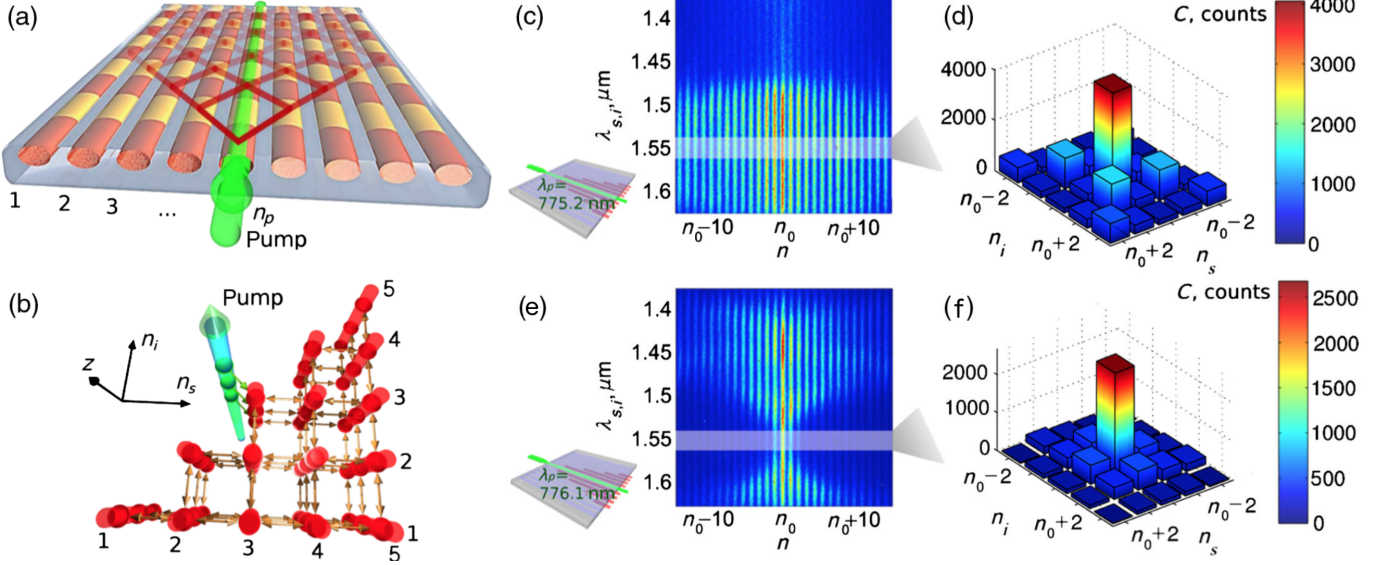 (a)
1
2
3
...
n_p
Pump
(b)
Pump
n_i
z
n_s
5
4
3
2
1
1
2
3
4
5
(c)
1.4
1.45
1.5
1.55
1.6
λ_{s,i}, μm
λ_p=
775.2 nm
n_0−10
n_0
n_0+10
n
(d)
C, counts
4000
2000
0
n_0−2
n_i
n_0+2
n_0+2
n_s
n_0−2
4000
3000
2000
1000
0
(e)
1.4
1.45
1.5
1.55
1.6
λ_{s,i}, μm
λ_p=
776.1 nm
n_0−10
n_0
n_0+10
n
(f)
C, counts
2000
1000
0
n_0−2
n_i
n_0+2
n_0+2
n_s
n_0−2
2500
2000
1500
1000
500
0